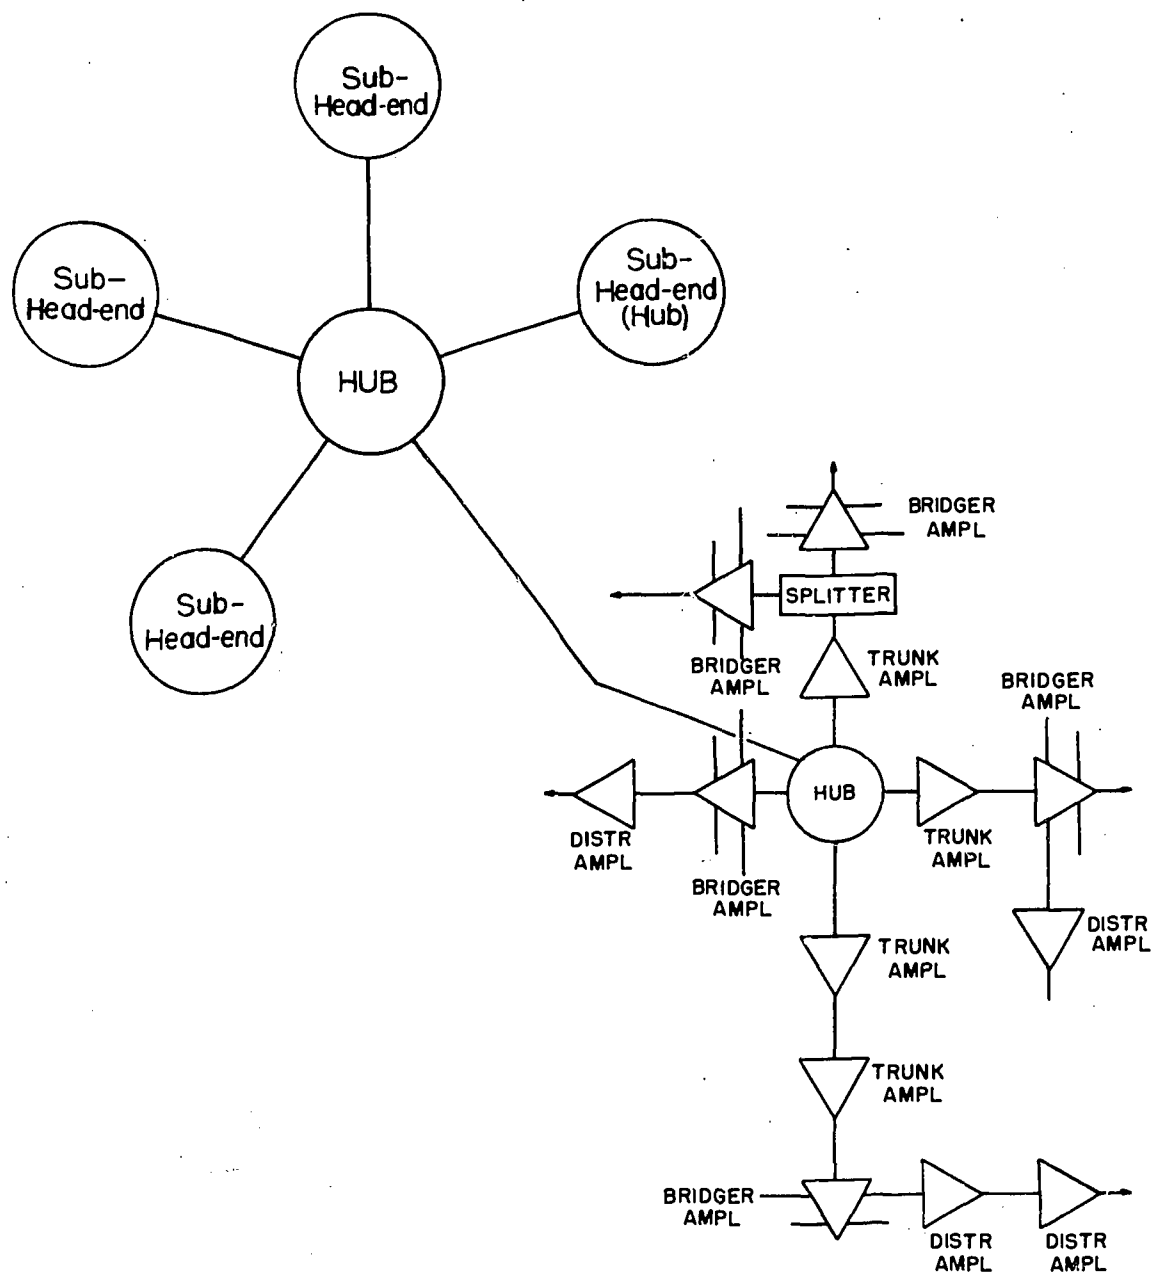 Sub-
Head-end
Sub-
Head-end
(Hub)
Sub-
Head-end
HUB
Sub-
Head-end
BRIDGER
AMPL
SPLITTER
BRIDGER
AMPL
TRUNK
AMPL
BRIDGER
AMPL
HUB
DISTR
AMPL
TRUNK
AMPL
BRIDGER
AMPL
DISTR
AMPL
TRUNK
AMPL
TRUNK
AMPL
BRIDGER
AMPL
DISTR
AMPL
DISTR
AMPL